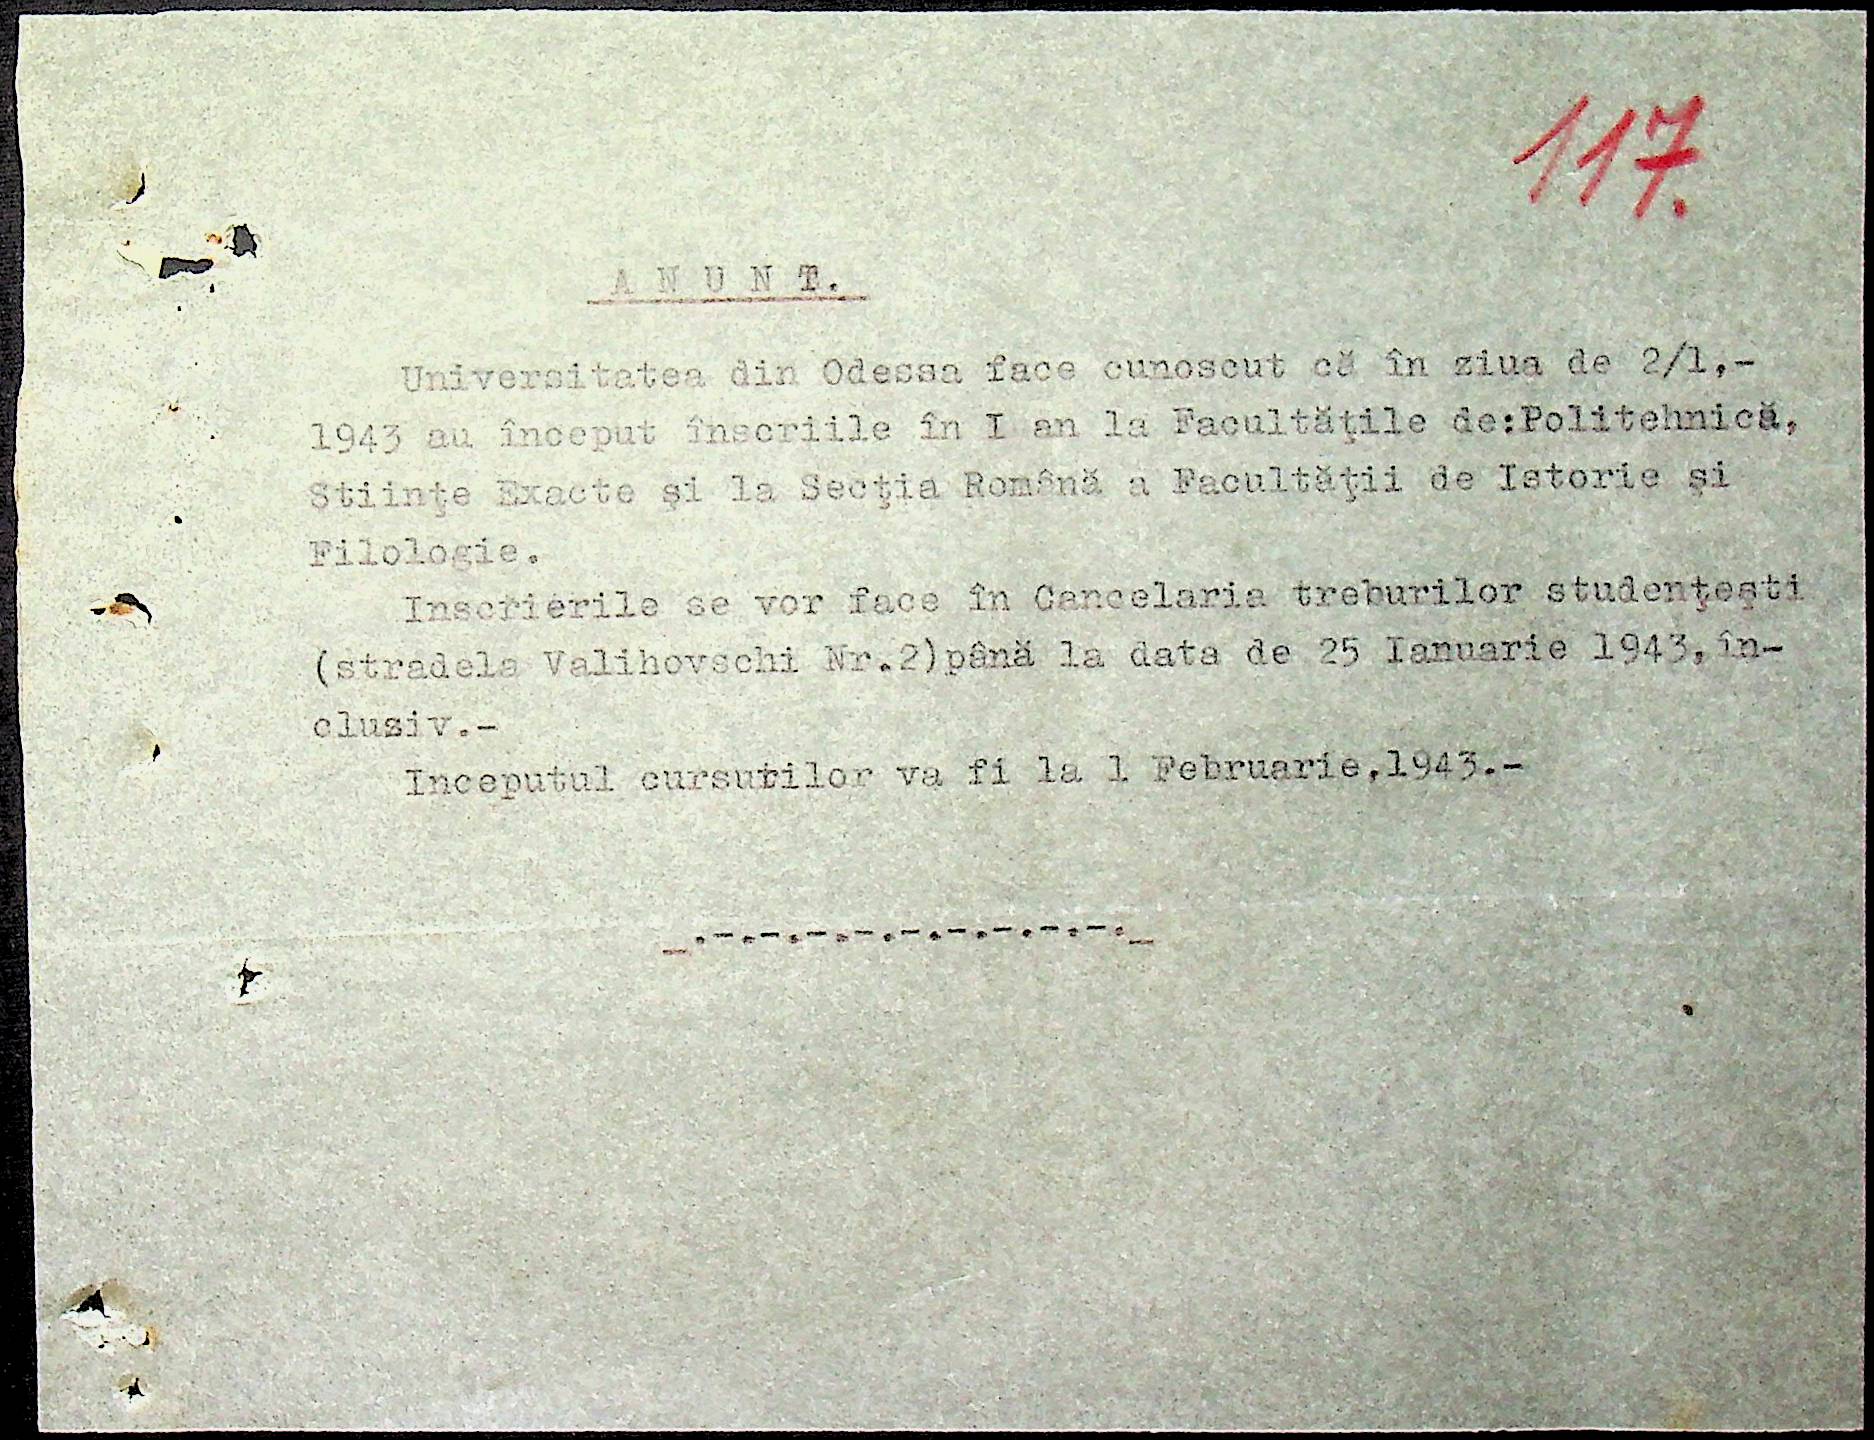 117.
A N U N T.
Universitatea din Odessa face cunoscut că în ziua de 2/1,-
1943 au început înscriile în I an la Facultăţile de:Politehnică,
Stiinţe Exacte şi la Secţia Română a Facultăţii de Istorie şi
Filologie.
Inscrierile se vor face în Cancelaria treburilor studenţeşti
(stradela Valihovschi Nr.2)până la data de 25 Ianuarie 1943, în-
cluziv.-
Inceputul cursurilor va fi la 1 Februarie.1943.-
_.-.-.-.-.-.-.-.-.-._